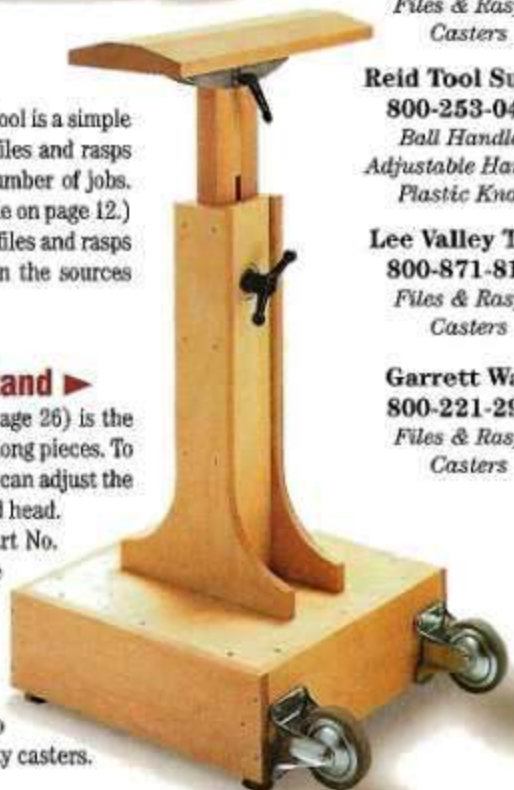 ool is a simple
iles and rasps
umber of jobs.
e on page 12.)
files and rasps
n the sources
and ►
age 26) is the
ong pieces. To
can adjust the
l head.
rt No.
y casters.
Files & Ras
Casters
Reid Tool Su
800-253-04
Ball Handle
Adjustable Han
Plastic Kno
Lee Valley T
800-871-81
Files & Ras
Casters
Garrett Wa
800-221-29
Files & Ras
Casters